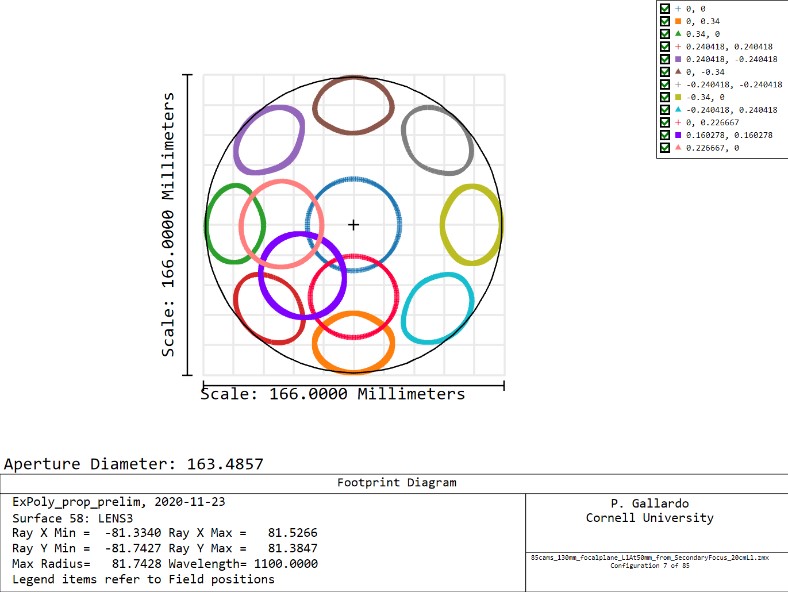 0, 0
0, 0.34
0.34, 0
0.240418, 0.240418
0.240418, -0.240418
0, -0.34
-0.240418, -0.240418
-0.34, 0
-0.240418, 0.240418
0, 0.226667
0.160278, 0.160278
0.226667, 0
Scale: 166.0000 Millimeters
Scale: 166.0000 Millimeters
Aperture Diameter: 163.4857
Footprint Diagram
ExPoly_prop_prelim, 2020-11-23
Surface 58: LENS3
Ray X Min = -81.3340 Ray X Max = 81.5266
Ray Y Min = -81.7427 Ray Y Max = 81.3847
Max Radius= 81.7428 Wavelength= 1100.0000
Legend items refer to Field positions
P. Gallardo
Cornell University
85cams_130mm_focalplane_L1At50mm_from_SecondaryFocus_20cmL1.zmx
Configuration 7 of 85